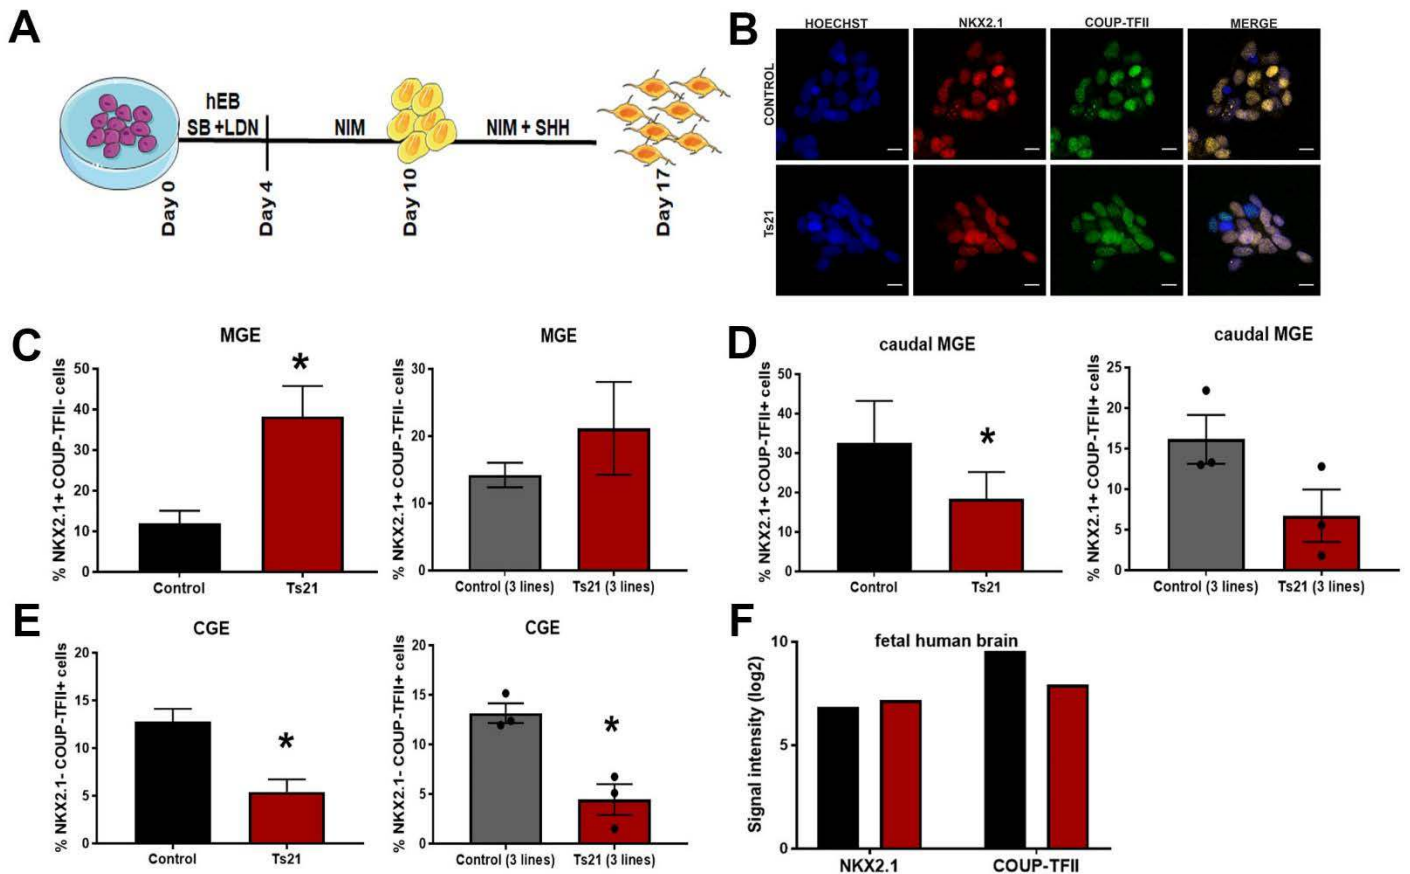 A
hEB
SB +LDN
NIM
NIM + SHH
Day 0
Day 4
Day 10
Day 17
B
HOECHST
NKX2.1
COUP-TFII
MERGE
CONTROL
Ts21
C
MGE
% NKX2.1+ COUP-TFII- cells
50
40
30
20
10
0
*
Control
Ts21
MGE
% NKX2.1+ COUP-TFII- cells
30
20
10
0
Control (3 lines)
Ts21 (3 lines)
D
caudal MGE
% NKX2.1+ COUP-TFII+ cells
50
40
30
20
10
0
*
Control
Ts21
caudal MGE
% NKX2.1+ COUP-TFII+ cells
25
20
15
10
5
0
Control (3 lines)
Ts21 (3 lines)
E
CGE
% NKX2.1- COUP-TFII+ cells
20
15
10
5
0
*
Control
Ts21
CGE
% NKX2.1- COUP-TFII+ cells
20
15
10
5
0
*
Control (3 lines)
Ts21 (3 lines)
F
fetal human brain
Signal intensity (log2)
10
5
0
NKX2.1
COUP-TFII